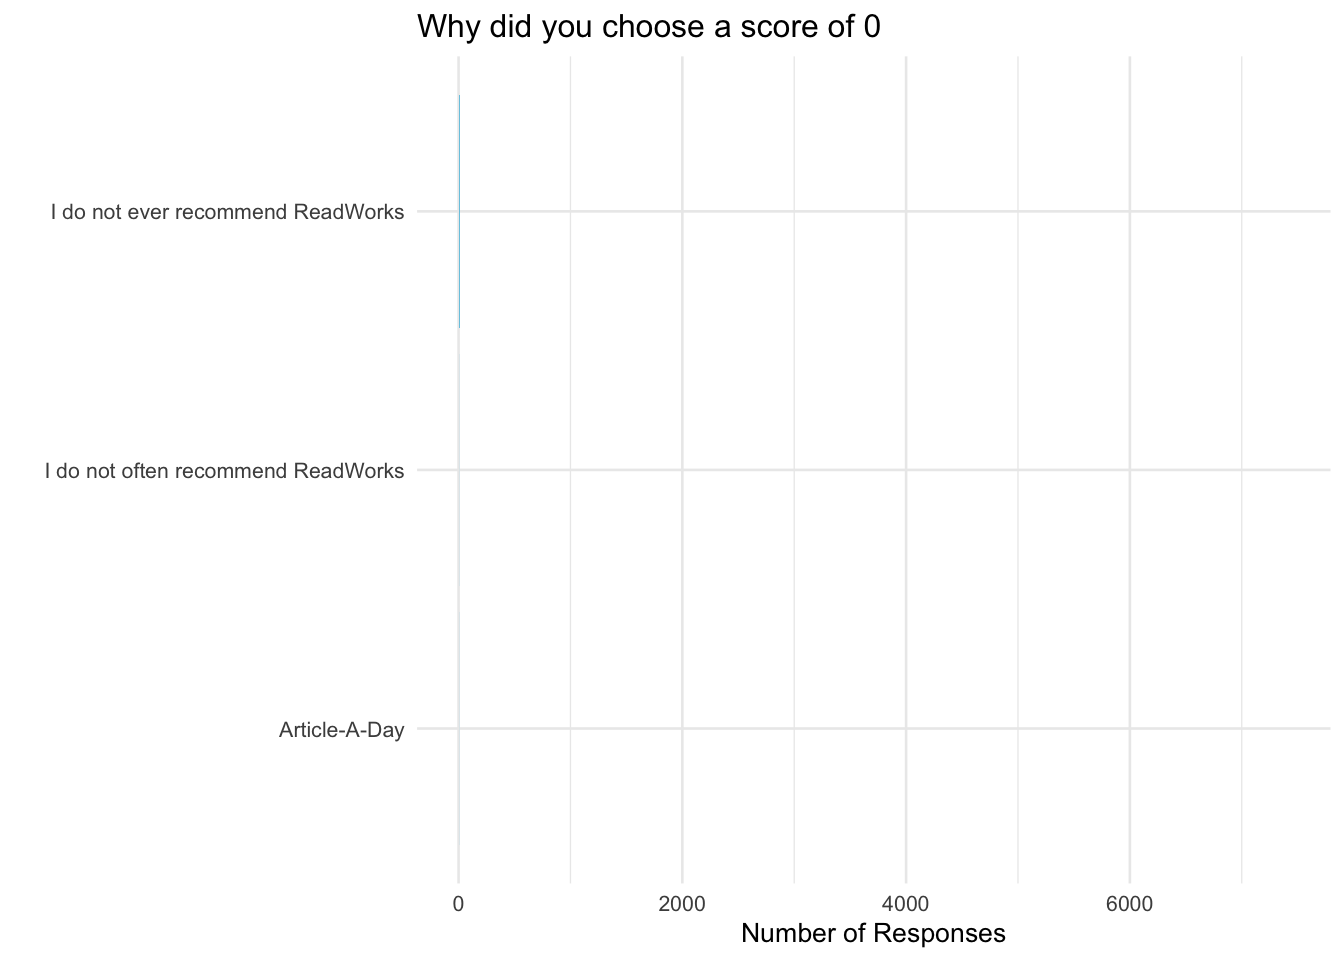 Why did you choose a score of 0
I do not ever recommend ReadWorks
I do not often recommend ReadWorks
Article-A-Day
0 2000 4000 6000
Number of Responses